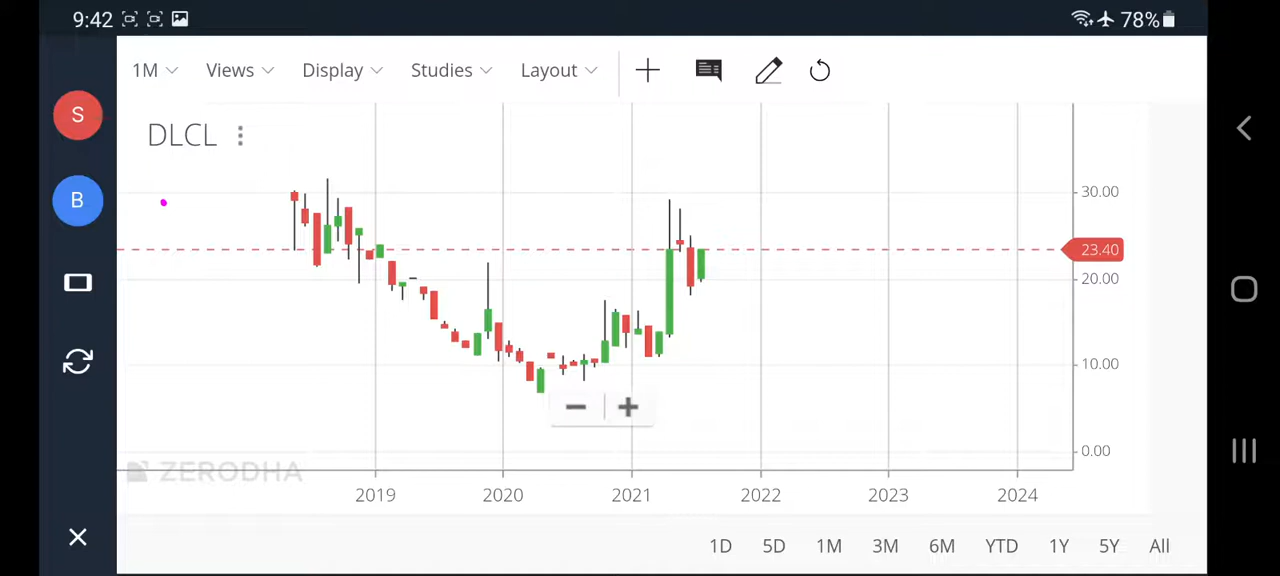 9:42
78%
S
B
1M Views Display Studies Layout
DLCL
30.00
23.40
20.00
10.00
0.00
ZERODHA
2019 2020 2021 2022 2023 2024
1D 5D 1M 3M 6M YTD 1Y 5Y All